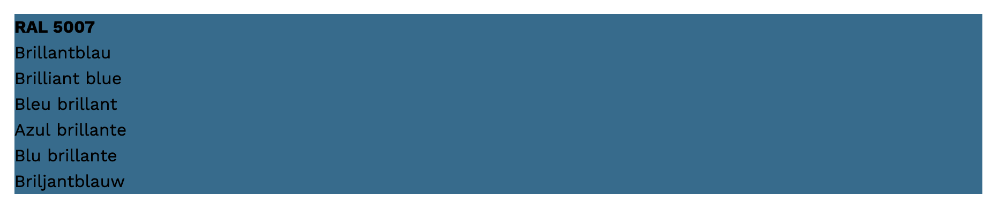 RAL 5007
Brillantblau
Brilliant blue
Bleu brillant
Azul brillante
Blu brillante
Briljantblauw